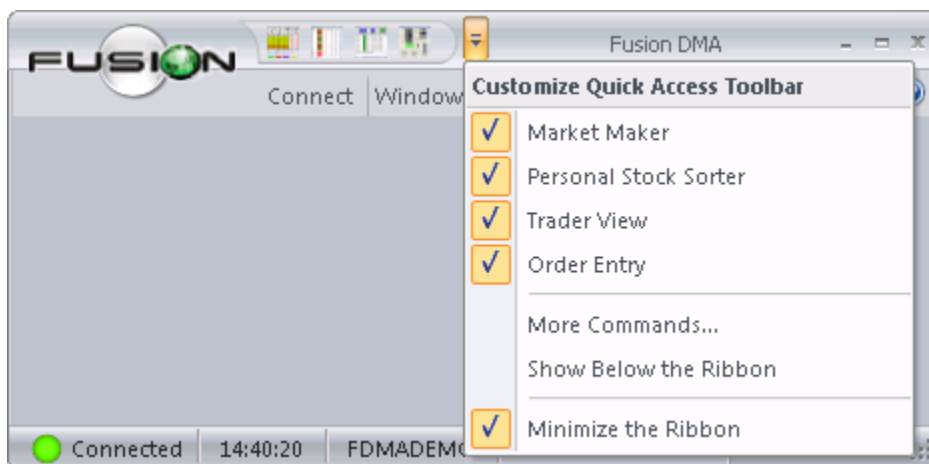 FUSION
Fusion DMA
Connect Window
Customize Quick Access Toolbar
Market Maker
Personal Stock Sorter
Trader View
Order Entry
More Commands...
Show Below the Ribbon
Minimize the Ribbon
Connected 14:40:20